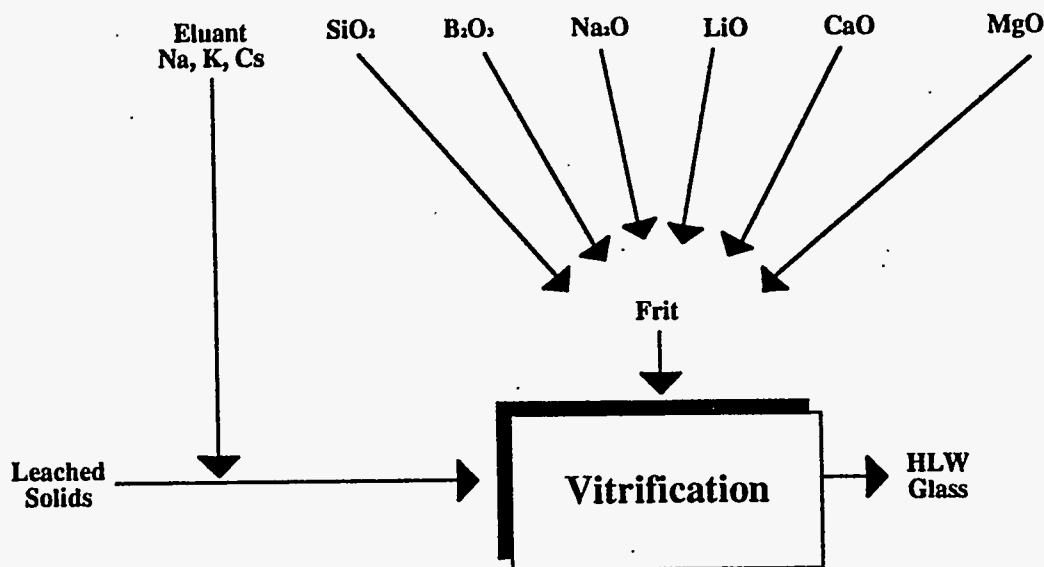 Eluant
Na, K, Cs
SiO₂
B₂O₃
Na₂O
LiO
CaO
MgO
Frit
Leached
Solids
Vitrification
HLW
Glass